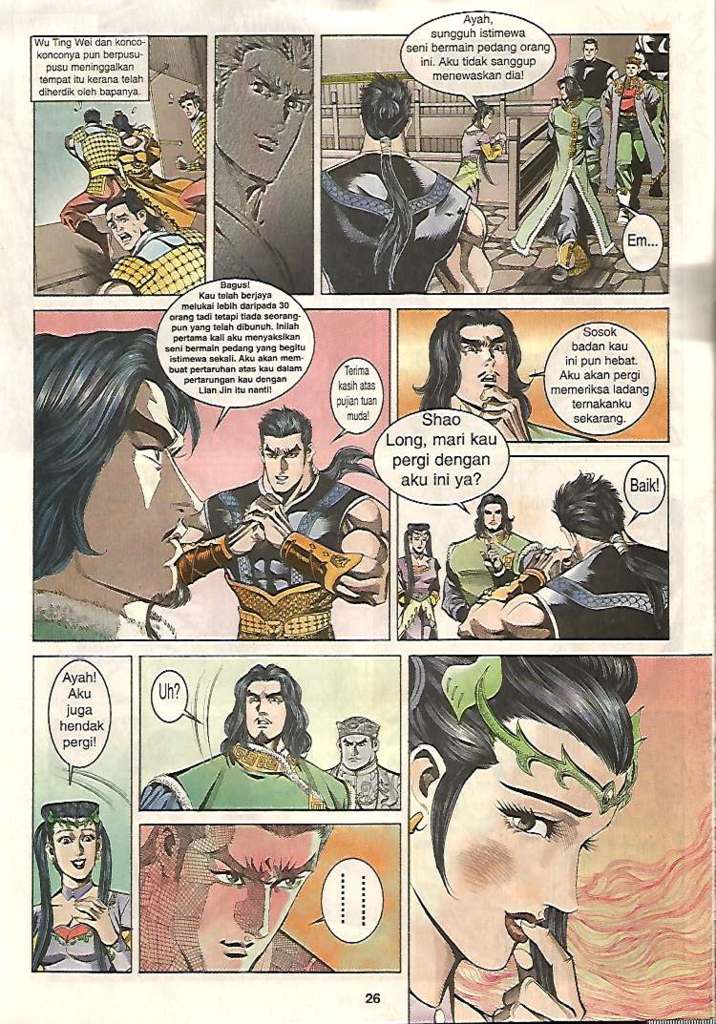 Wu Ting Wei dan konco-
konconya pun berpusu-
pusu meninggalkan
tempat itu kerana telah
diherdik oleh bapanya.
Ayah,
sungguh istimewa
seni bermain pedang orang
ini. Aku tidak sanggup
menewaskan dia!
Em...
Bagus!
Kau telah berjaya
melukai lebih daripada 30
orang tadi tetapi tiada seorang-
pun yang telah dibunuh. Inilah
pertama kali aku menyaksikan
seni bermain pedang yang begitu
istimewa sekali. Aku akan mem-
buat pertaruhan atas kau dalam
pertarungan kau dengan
Lian Jin itu nanti!
Terima
kasih atas
pujian tuan
muda!
Sosok
badan kau
ini pun hebat.
Aku akan pergi
memeriksa ladang
ternakanku
sekarang.
Shao
Long, mari kau
pergi dengan
aku ini ya?
Baik!
Ayah!
Aku
juga
hendak
pergi!
Uh?
26